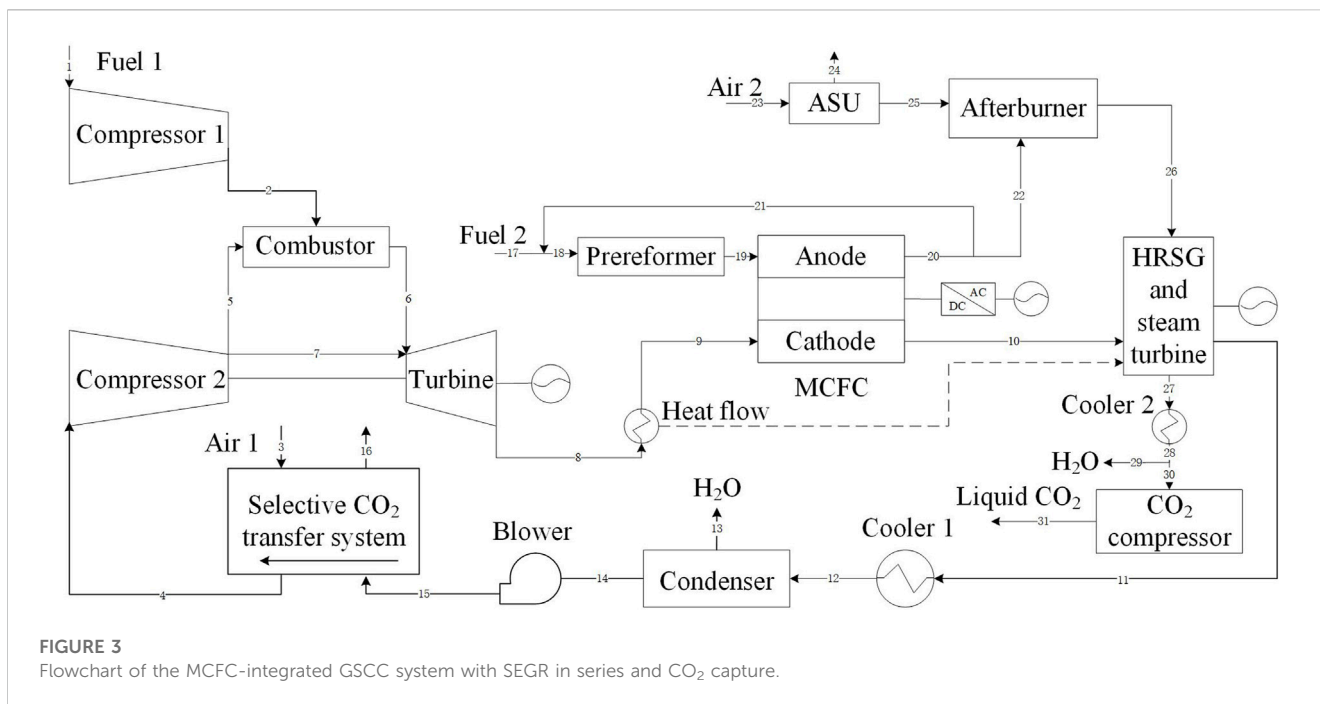 1
Fuel 1
Compressor 1
2
Combustor
5
6
7
Compressor 2
Turbine
8
Heat flow
9
Air 1
3
16
Selective CO₂
transfer system
4
15
Blower
14
Condenser
13
H₂O
12
Cooler 1
11
Air 2
23
24
ASU
25
Afterburner
26
22
21
Fuel 2
17
18
Prereformer
19
Anode
20
AC
DC
Cathode
MCFC
10
HRSG
and
steam
turbine
27
Cooler 2
28
H₂O
29
30
Liquid CO₂
31
CO₂
compressor
FIGURE 3
Flowchart of the MCFC-integrated GSCC system with SEGR in series and CO₂ capture.